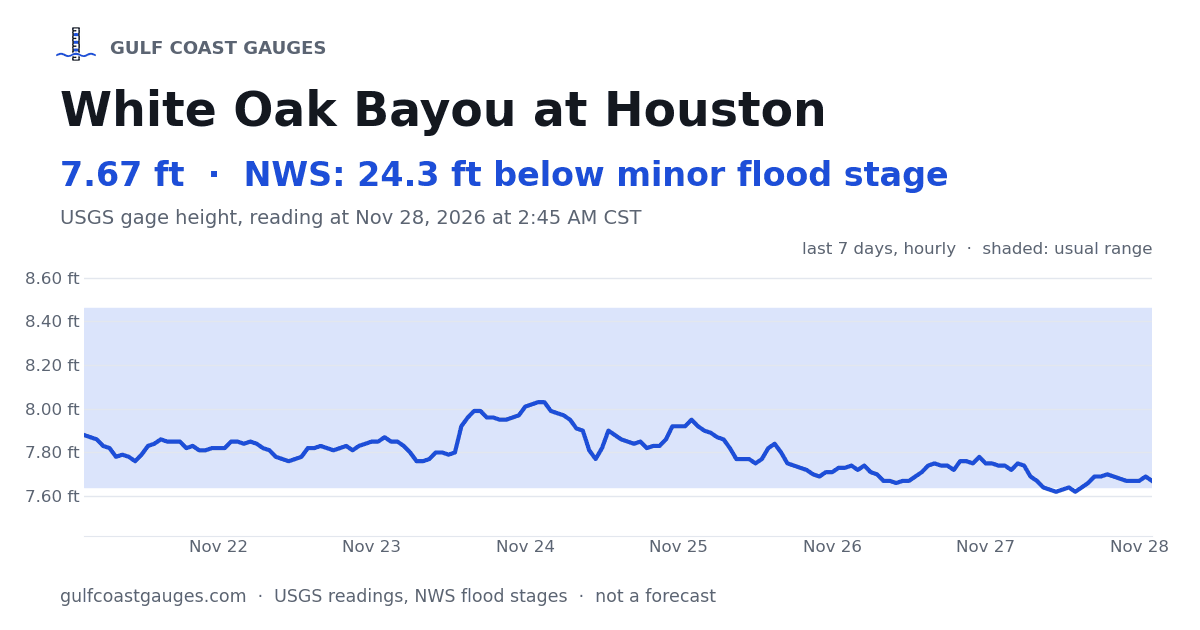 GULF COAST GAUGES
White Oak Bayou at Houston
7.67 ft · NWS: 24.3 ft below minor flood stage
USGS gage height, reading at Nov 28, 2026 at 2:45 AM CST
last 7 days, hourly · shaded: usual range
8.60 ft
8.40 ft
8.20 ft
8.00 ft
7.80 ft
7.60 ft
Nov 22 Nov 23 Nov 24 Nov 25 Nov 26 Nov 27 Nov 28
gulfcoastgauges.com · USGS readings, NWS flood stages · not a forecast